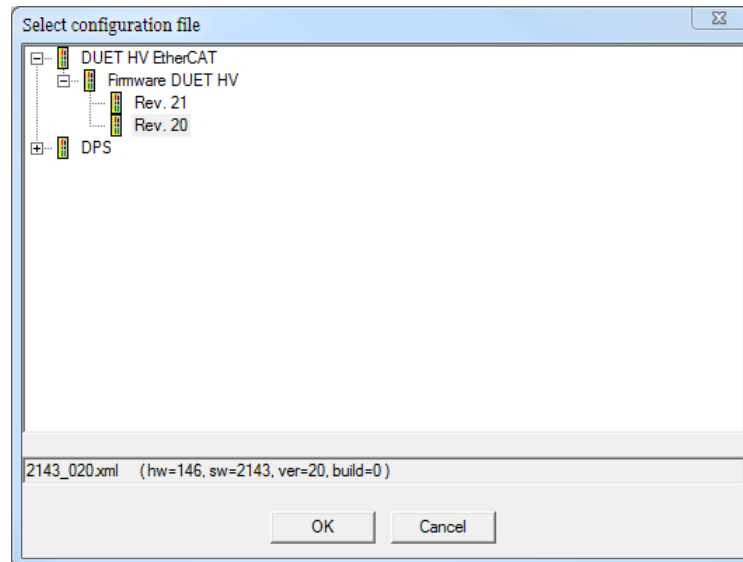 Select configuration file
DUET HV EtherCAT
Firmware DUET HV
Rev. 21
Rev. 20
DPS
2143_020.xml ( hw=146, sw=2143, ver=20, build=0 )
OK Cancel